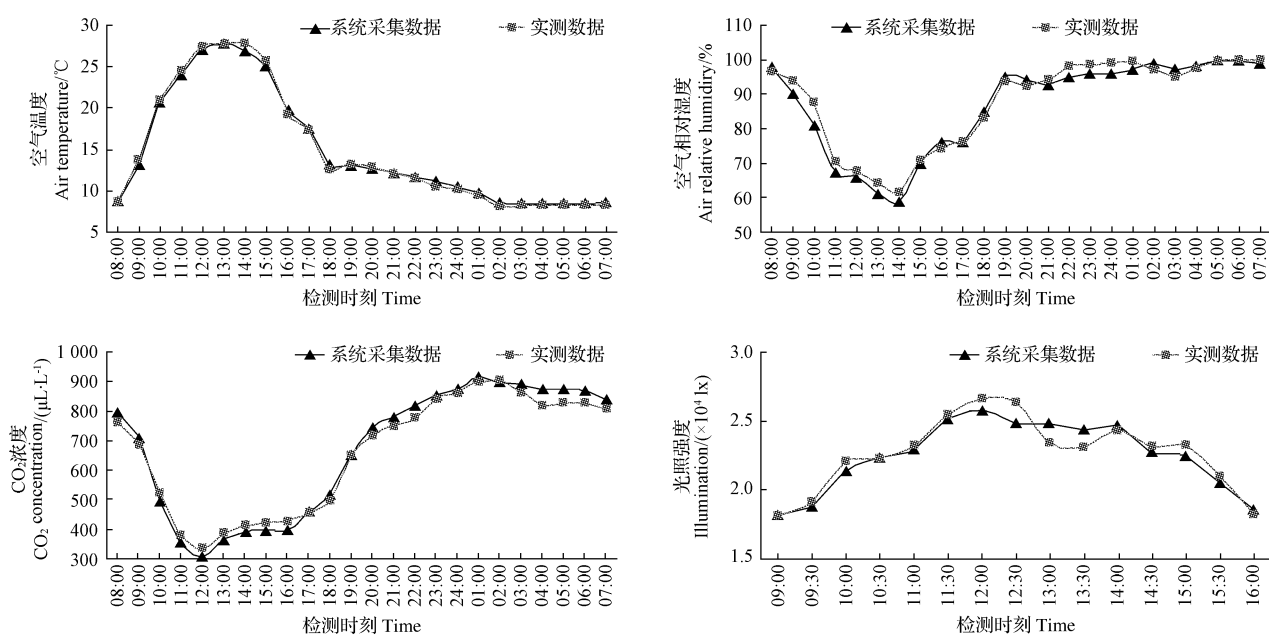 系统采集数据 实测数据
30
25
20
15
10
5
空气温度
Air temperature/℃
08:00 09:00 10:00 11:00 12:00 13:00 14:00 15:00 16:00 17:00 18:00 19:00 20:00 21:00 22:00 23:00 24:00 01:00 02:00 03:00 04:00 05:00 06:00 07:00
检测时刻 Time
系统采集数据 实测数据
110
100
90
80
70
60
50
空气相对湿度
Air relative humidiry/%
08:00 09:00 10:00 11:00 12:00 13:00 14:00 15:00 16:00 17:00 18:00 19:00 20:00 21:00 22:00 23:00 24:00 01:00 02:00 03:00 04:00 05:00 06:00 07:00
检测时刻 Time
系统采集数据 实测数据
1 000
900
800
700
600
500
400
300
CO₂浓度
CO₂ concentration/(μL·L⁻¹)
08:00 09:00 10:00 11:00 12:00 13:00 14:00 15:00 16:00 17:00 18:00 19:00 20:00 21:00 22:00 23:00 24:00 01:00 02:00 03:00 04:00 05:00 06:00 07:00
检测时刻 Time
系统采集数据 实测数据
3.0
2.5
2.0
1.5
光照强度
Illumination/(×10⁴ lx)
09:00 09:30 10:00 10:30 11:00 11:30 12:00 12:30 13:00 13:30 14:00 14:30 15:00 15:30 16:00
检测时刻 Time